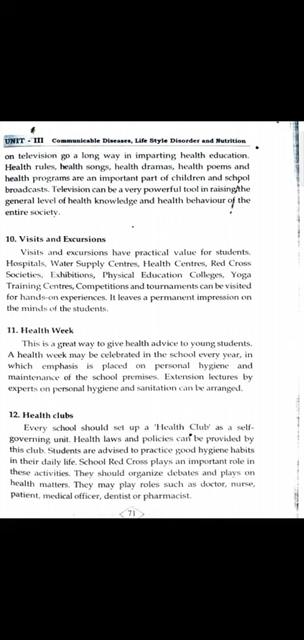 UNIT - III Communicable Diseases, Life Style Disorder and Nutrition
on television go a long way in imparting health education.
Health rules, health songs, health dramas, health poems and
health programs are an important part of children and school
broadcasts. Television can be a very powerful tool in raising the
general level of health knowledge and health behaviour of the
entire society.
10. Visits and Excursions
Visits and excursions have practical value for students.
Hospitals, Water Supply Centres, Health Centres, Red Cross
Societies, Exhibitions, Physical Education Colleges, Yoga
Training Centres, Competitions and tournaments can be visited
for hands-on experiences. It leaves a permanent impression on
the minds of the students.
11. Health Week
This is a great way to give health advice to young students.
A health week may be celebrated in the school every year, in
which emphasis is placed on personal hygiene and
maintenance of the school premises. Extension lectures by
experts on personal hygiene and sanitation can be arranged.
12. Health clubs
Every school should set up a 'Health Club' as a self-
governing unit. Health laws and policies can be provided by
this club. Students are advised to practice good hygiene habits
in their daily life. School Red Cross plays an important role in
these activities. They should organize debates and plays on
health matters. They may play roles such as doctor, nurse,
patient, medical officer, dentist or pharmacist.
71